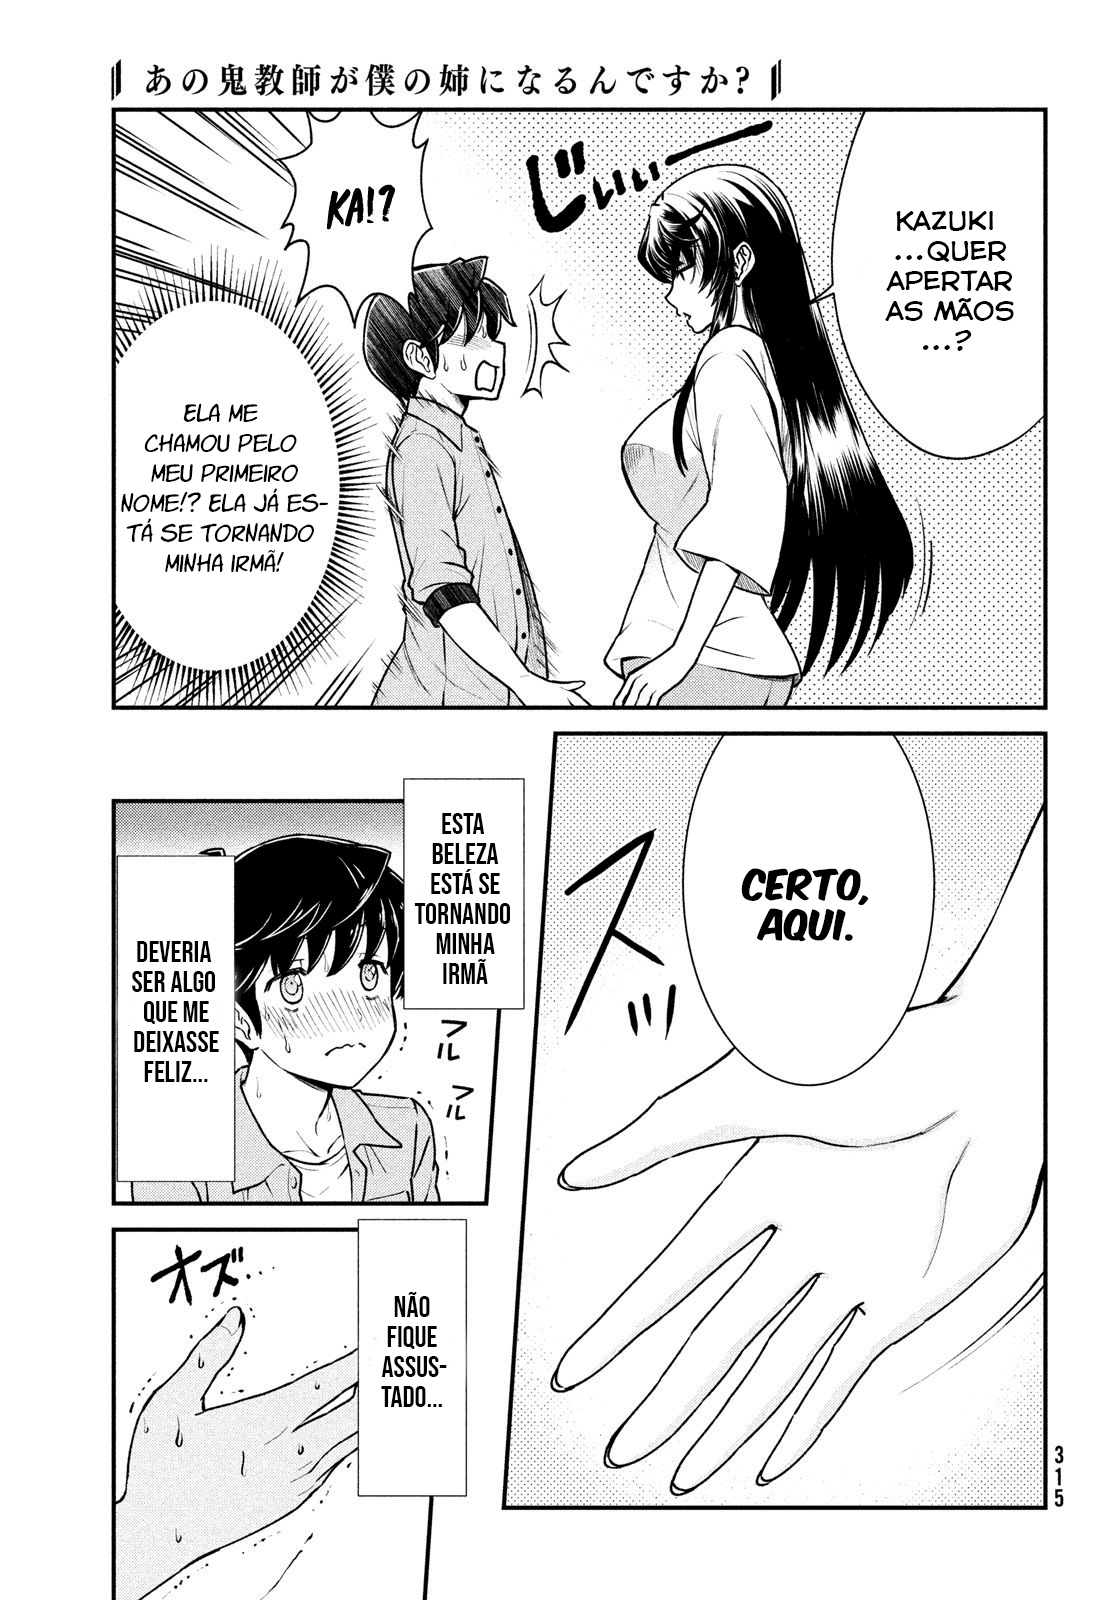 あの鬼教師が僕の姉になるんですか?
KAZUKI
...QUER
APERTAR
AS MÃOS
...?
じぃぃぃー
KA!?
ELA ME
CHAMOU PELO
MEU PRIMEIRO
NOME!? ELA JÁ ES-
TÁ SE TORNANDO
MINHA IRMÃ!
CERTO,
AQUI.
スッ
ESTA
BELEZA
ESTÁ SE
TORNANDO
MINHA
IRMÃ
DEVERIA
SER ALGO
QUE ME
DEIXASSE
FELIZ...
フル
フル
NÃO
FIQUE
ASSUS-
TADO...
オズ…
315